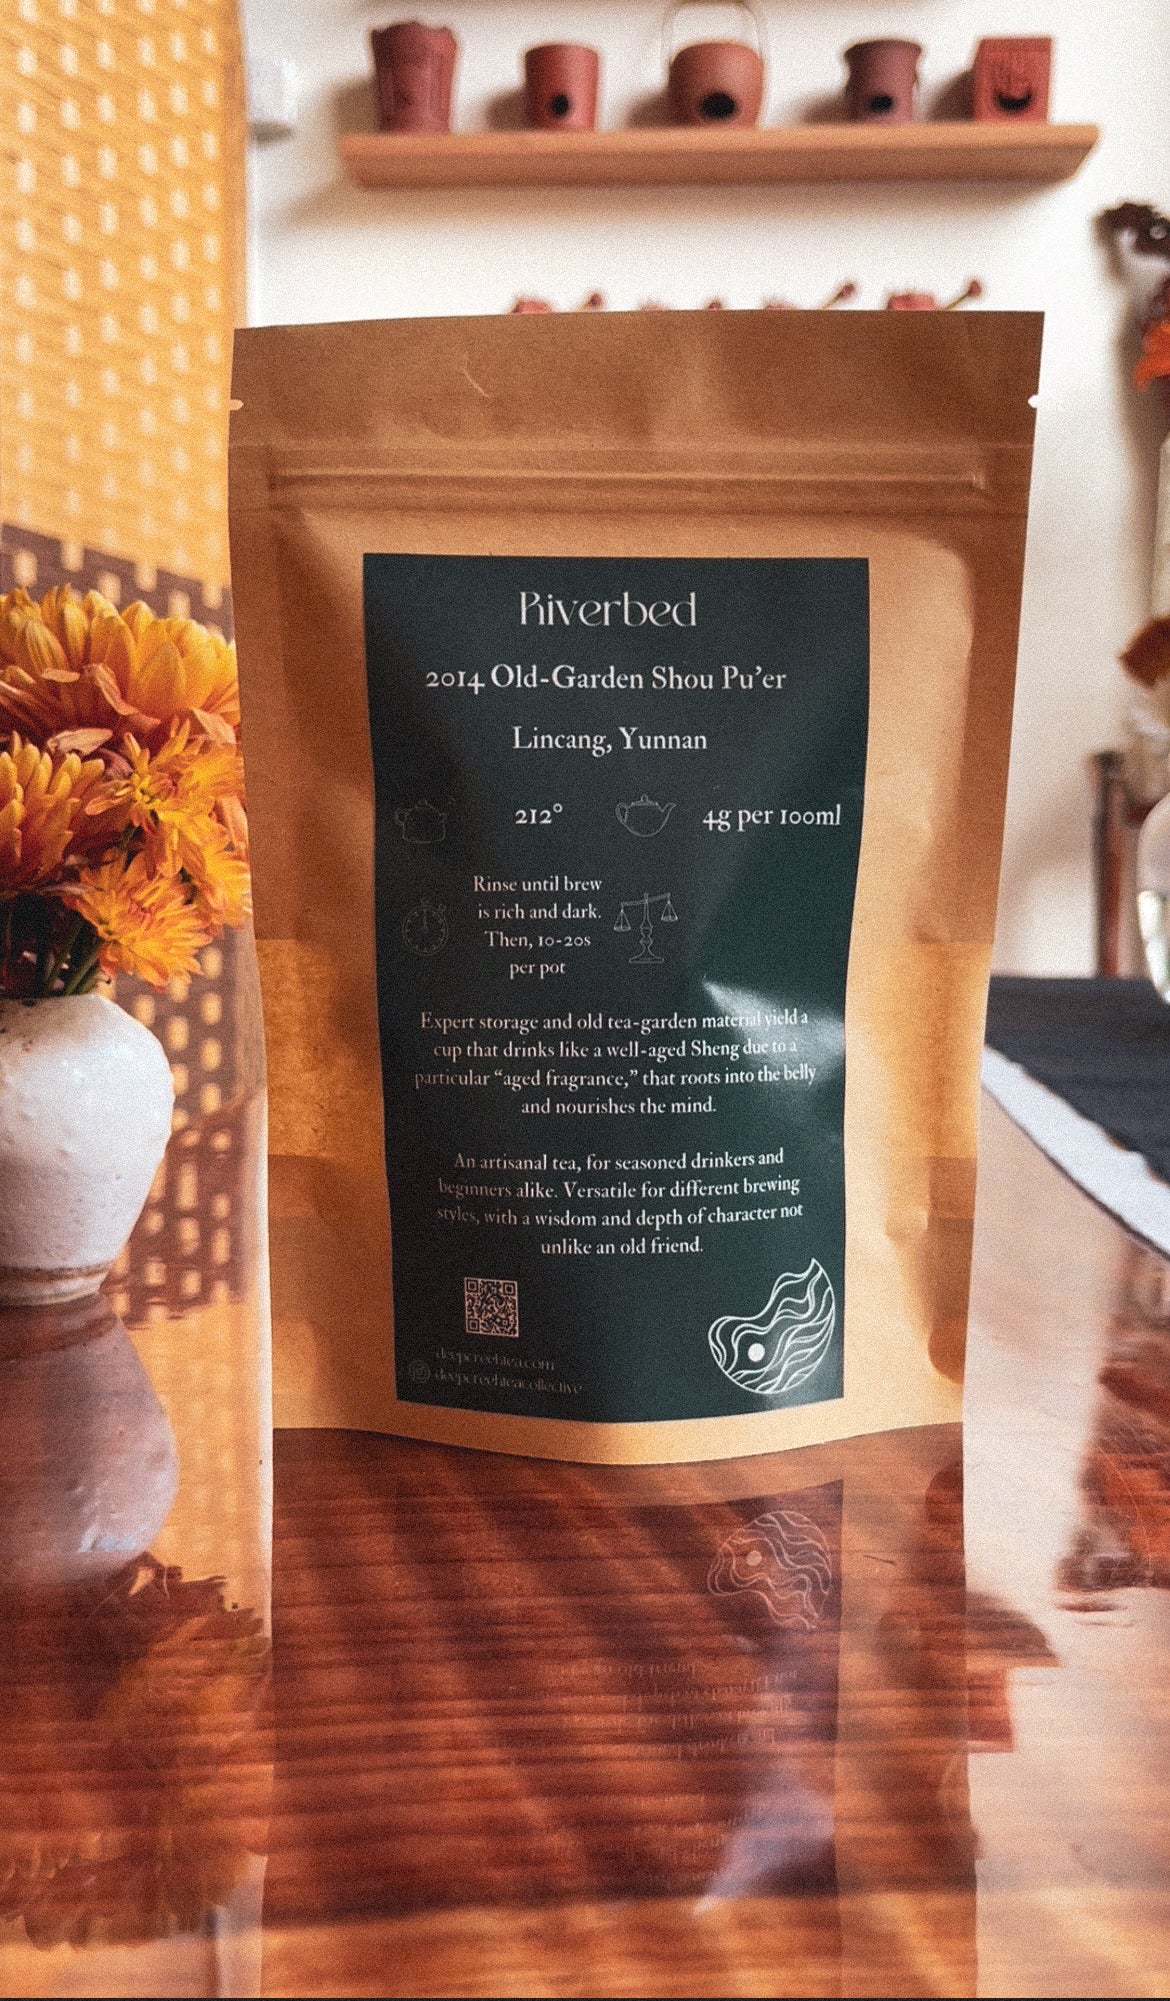 Riverbed
2014 Old-Garden Shou Pu’er
Lincang, Yunnan
212° 4g per 100ml
Rinse until brew
is rich and dark.
Then, 10-20s
per pot
Expert storage and old tea-garden material yield a
cup that drinks like a well-aged Sheng due to a
particular “aged fragrance,” that roots into the belly
and nourishes the mind.
An artisanal tea, for seasoned drinkers and
beginners alike. Versatile for different brewing
styles, with a wisdom and depth of character not
unlike an old friend.
deepcreektea.com
deepcreekteacollective